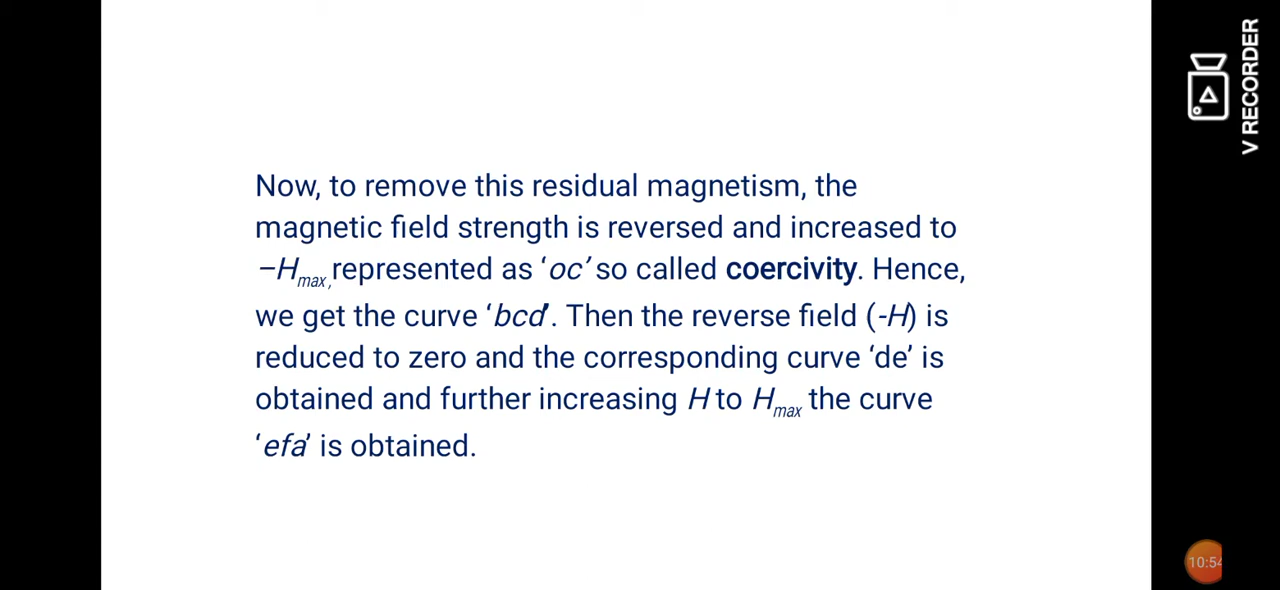 Now, to remove this residual magnetism, the
magnetic field strength is reversed and increased to
–Hmax, represented as ‘oc’ so called coercivity. Hence,
we get the curve ‘bcd’. Then the reverse field (-H) is
reduced to zero and the corresponding curve ‘de’ is
obtained and further increasing H to Hmax the curve
‘efa’ is obtained.
V RECORDER
10:54